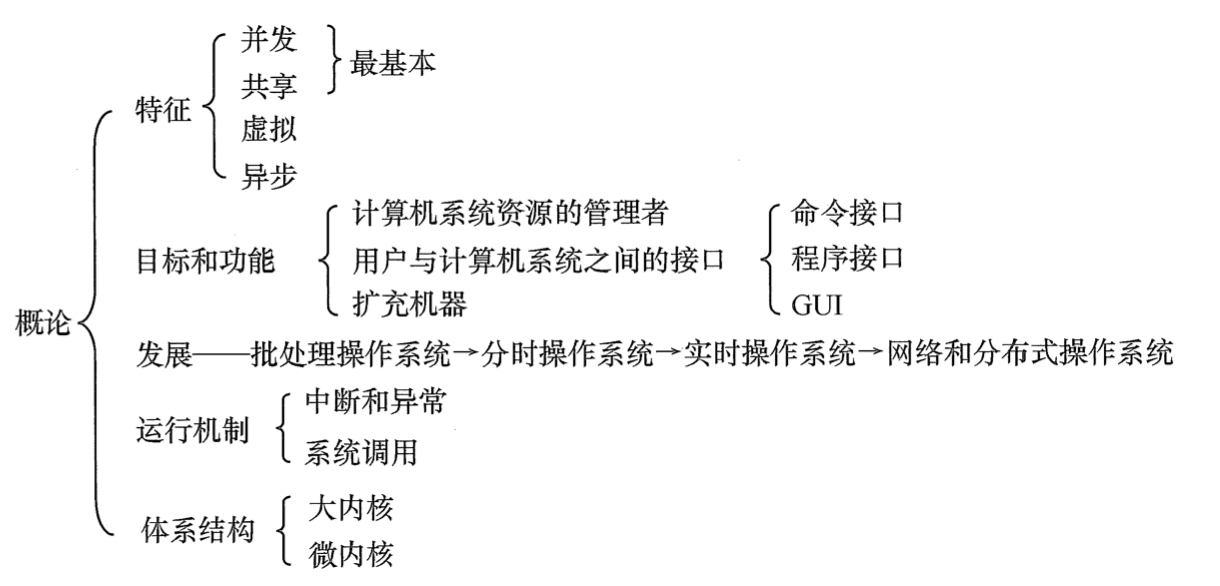 概论
特征
并发
共享
最基本
虚拟
异步
目标和功能
计算机系统资源的管理者
用户与计算机系统之间的接口
扩充机器
命令接口
程序接口
GUI
发展——批处理操作系统→分时操作系统→实时操作系统→网络和分布式操作系统
运行机制
中断和异常
系统调用
体系结构
大内核
微内核